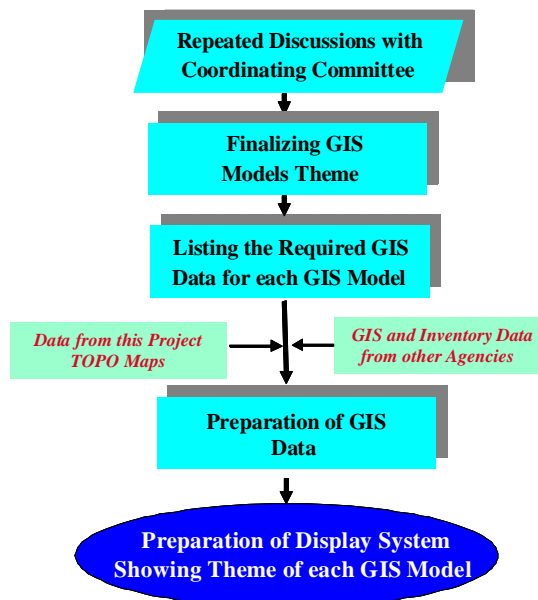 Repeated Discussions with
Coordinating Committee
Finalizing GIS
Models Theme
Listing the Required GIS
Data for each GIS Model
Data from this Project
TOPO Maps
GIS and Inventory Data
from other Agencies
Preparation of GIS
Data
Preparation of Display System
Showing Theme of each GIS Model